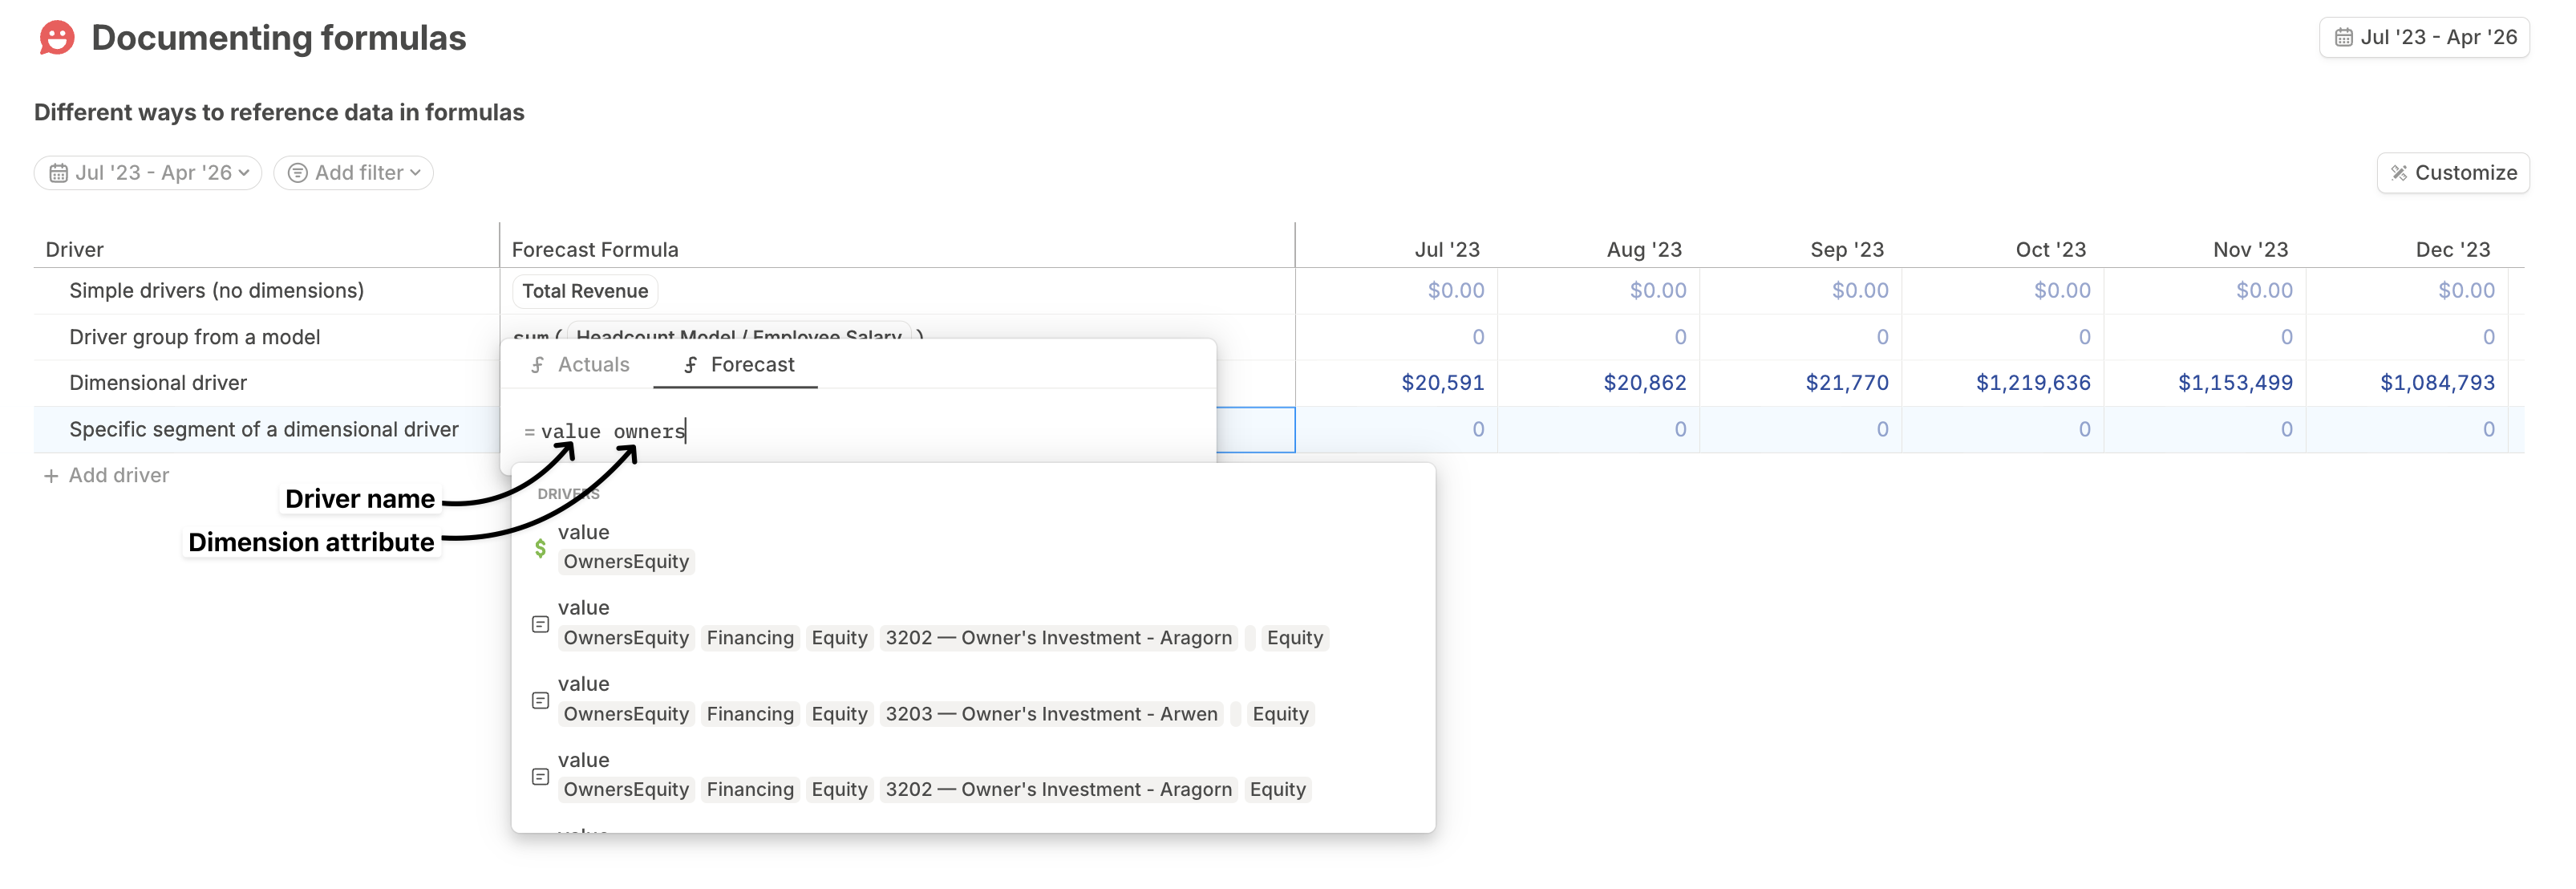 Documenting formulas
Jul '23 - Apr '26
Different ways to reference data in formulas
Jul '23 - Apr '26 Add filter
Customize
Driver Forecast Formula Jul '23 Aug '23 Sep '23 Oct '23 Nov '23 Dec '23
Simple drivers (no dimensions) Total Revenue $0.00 $0.00 $0.00 $0.00 $0.00 $0.00
Driver group from a model sum ( Headcount Model / Employee Salary ) 0 0 0 0 0 0
Actuals Forecast
Dimensional driver $20,591 $20,862 $21,770 $1,219,636 $1,153,499 $1,084,793
Specific segment of a dimensional driver = value owners 0 0 0 0 0 0
+ Add driver
Driver name
Dimension attribute
DRIVERS
value
$ OwnersEquity
value
OwnersEquity Financing Equity 3202 — Owner's Investment - Aragorn Equity
value
OwnersEquity Financing Equity 3203 — Owner's Investment - Arwen Equity
value
OwnersEquity Financing Equity 3202 — Owner's Investment - Aragorn Equity